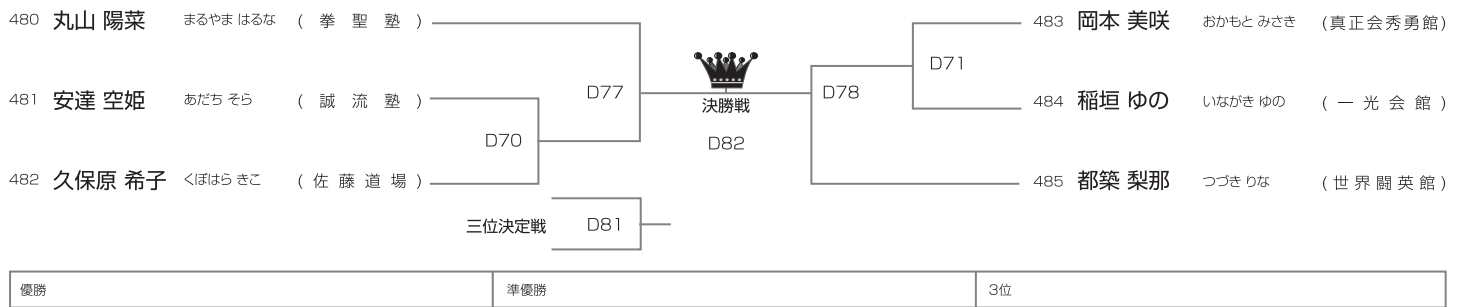 480 丸山 陽菜 まるやま はるな ( 拳 聖 塾 )
481 安達 空姫 あだち そら ( 誠 流 塾 )
482 久保原 希子 くぼはら きこ ( 佐 藤 道 場 )
D70
D77
決勝戦
D82
D78
D71
483 岡本 美咲 おかもと みさき (真正会秀勇館)
484 稲垣 ゆの いながき ゆの ( 一 光 会 館 )
485 都築 梨那 つづき りな ( 世 界 闘 英 館 )
三位決定戦 D81
優勝 準優勝 3位